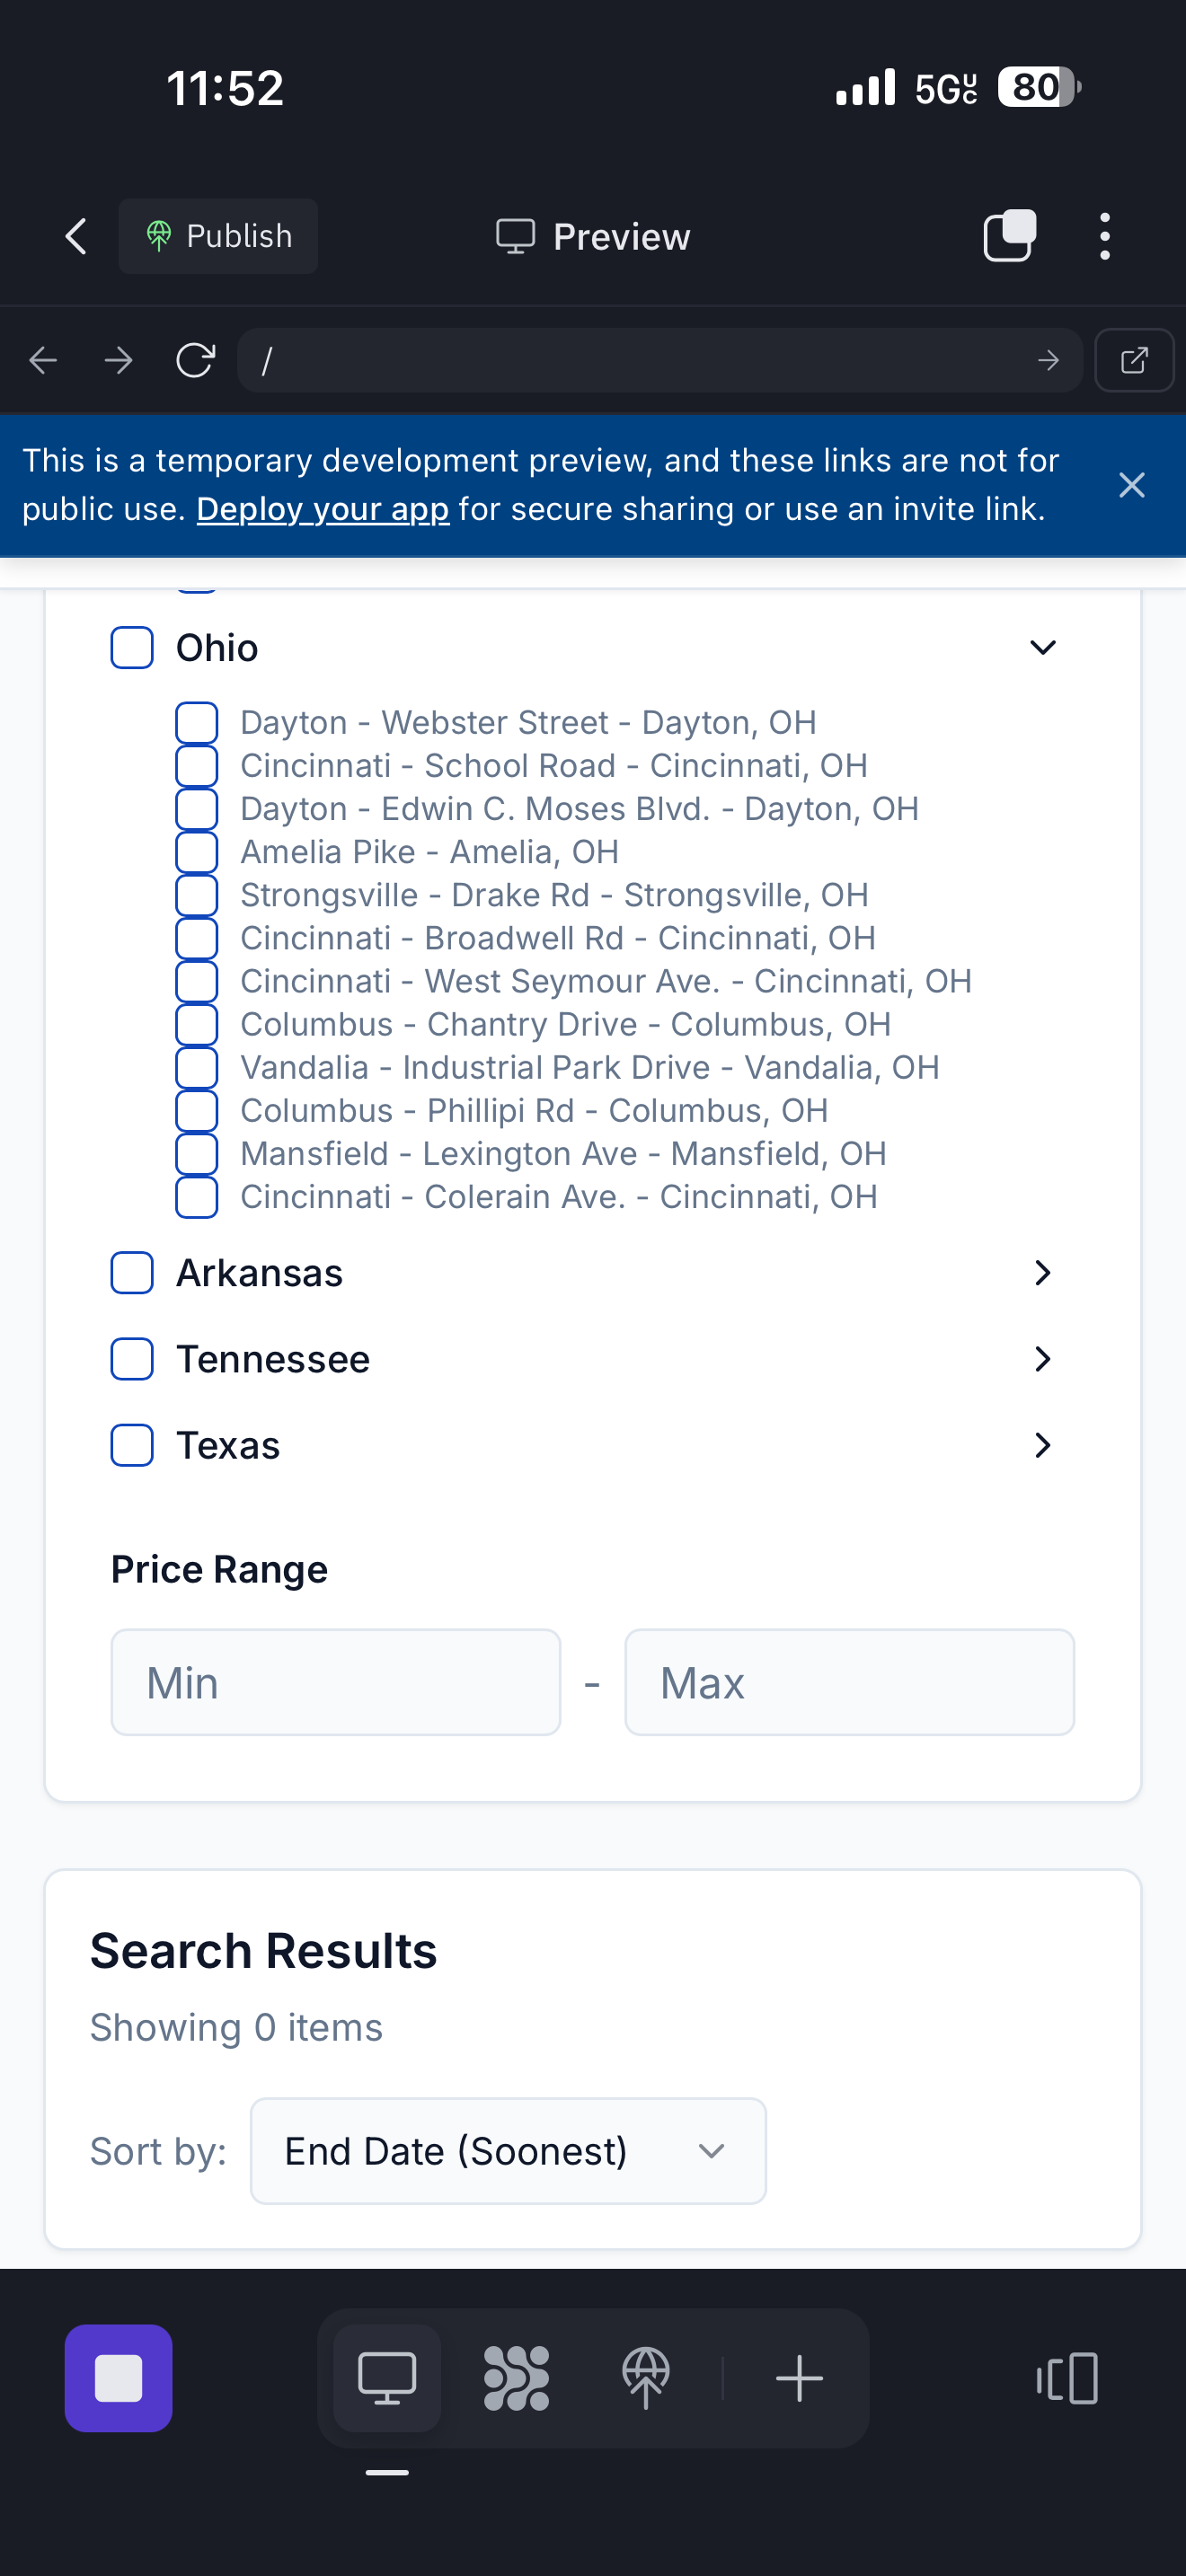 11:52
5GUC
80
Publish
Preview
/
This is a temporary development preview, and these links are not for
public use. Deploy your app for secure sharing or use an invite link.
Ohio
Dayton - Webster Street - Dayton, OH
Cincinnati - School Road - Cincinnati, OH
Dayton - Edwin C. Moses Blvd. - Dayton, OH
Amelia Pike - Amelia, OH
Strongsville - Drake Rd - Strongsville, OH
Cincinnati - Broadwell Rd - Cincinnati, OH
Cincinnati - West Seymour Ave. - Cincinnati, OH
Columbus - Chantry Drive - Columbus, OH
Vandalia - Industrial Park Drive - Vandalia, OH
Columbus - Phillipi Rd - Columbus, OH
Mansfield - Lexington Ave - Mansfield, OH
Cincinnati - Colerain Ave. - Cincinnati, OH
Arkansas
Tennessee
Texas
Price Range
Min - Max
Search Results
Showing 0 items
Sort by: End Date (Soonest)